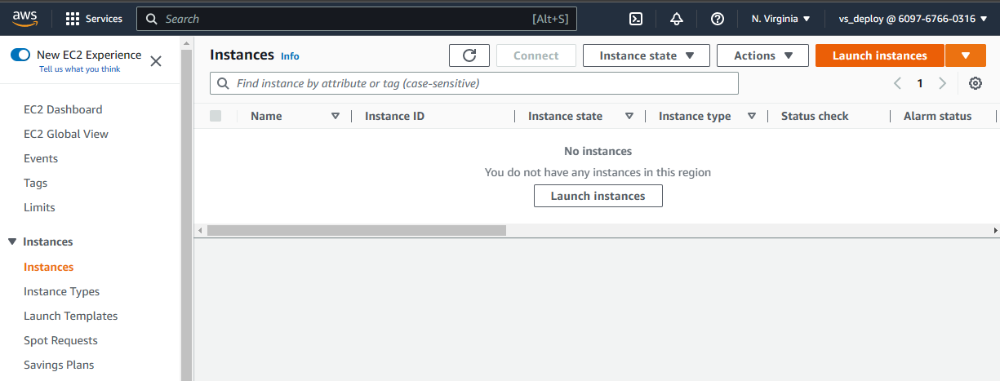 aws Services Search [Alt+S] N. Virginia vs_deploy @ 6097-6766-0316
New EC2 Experience
Tell us what you think
EC2 Dashboard
EC2 Global View
Events
Tags
Limits
Instances
Instances
Instance Types
Launch Templates
Spot Requests
Savings Plans
Instances Info Connect Instance state Actions Launch instances
Find instance by attribute or tag (case-sensitive) 1
Name Instance ID Instance state Instance type Status check Alarm status
No instances
You do not have any instances in this region
Launch instances